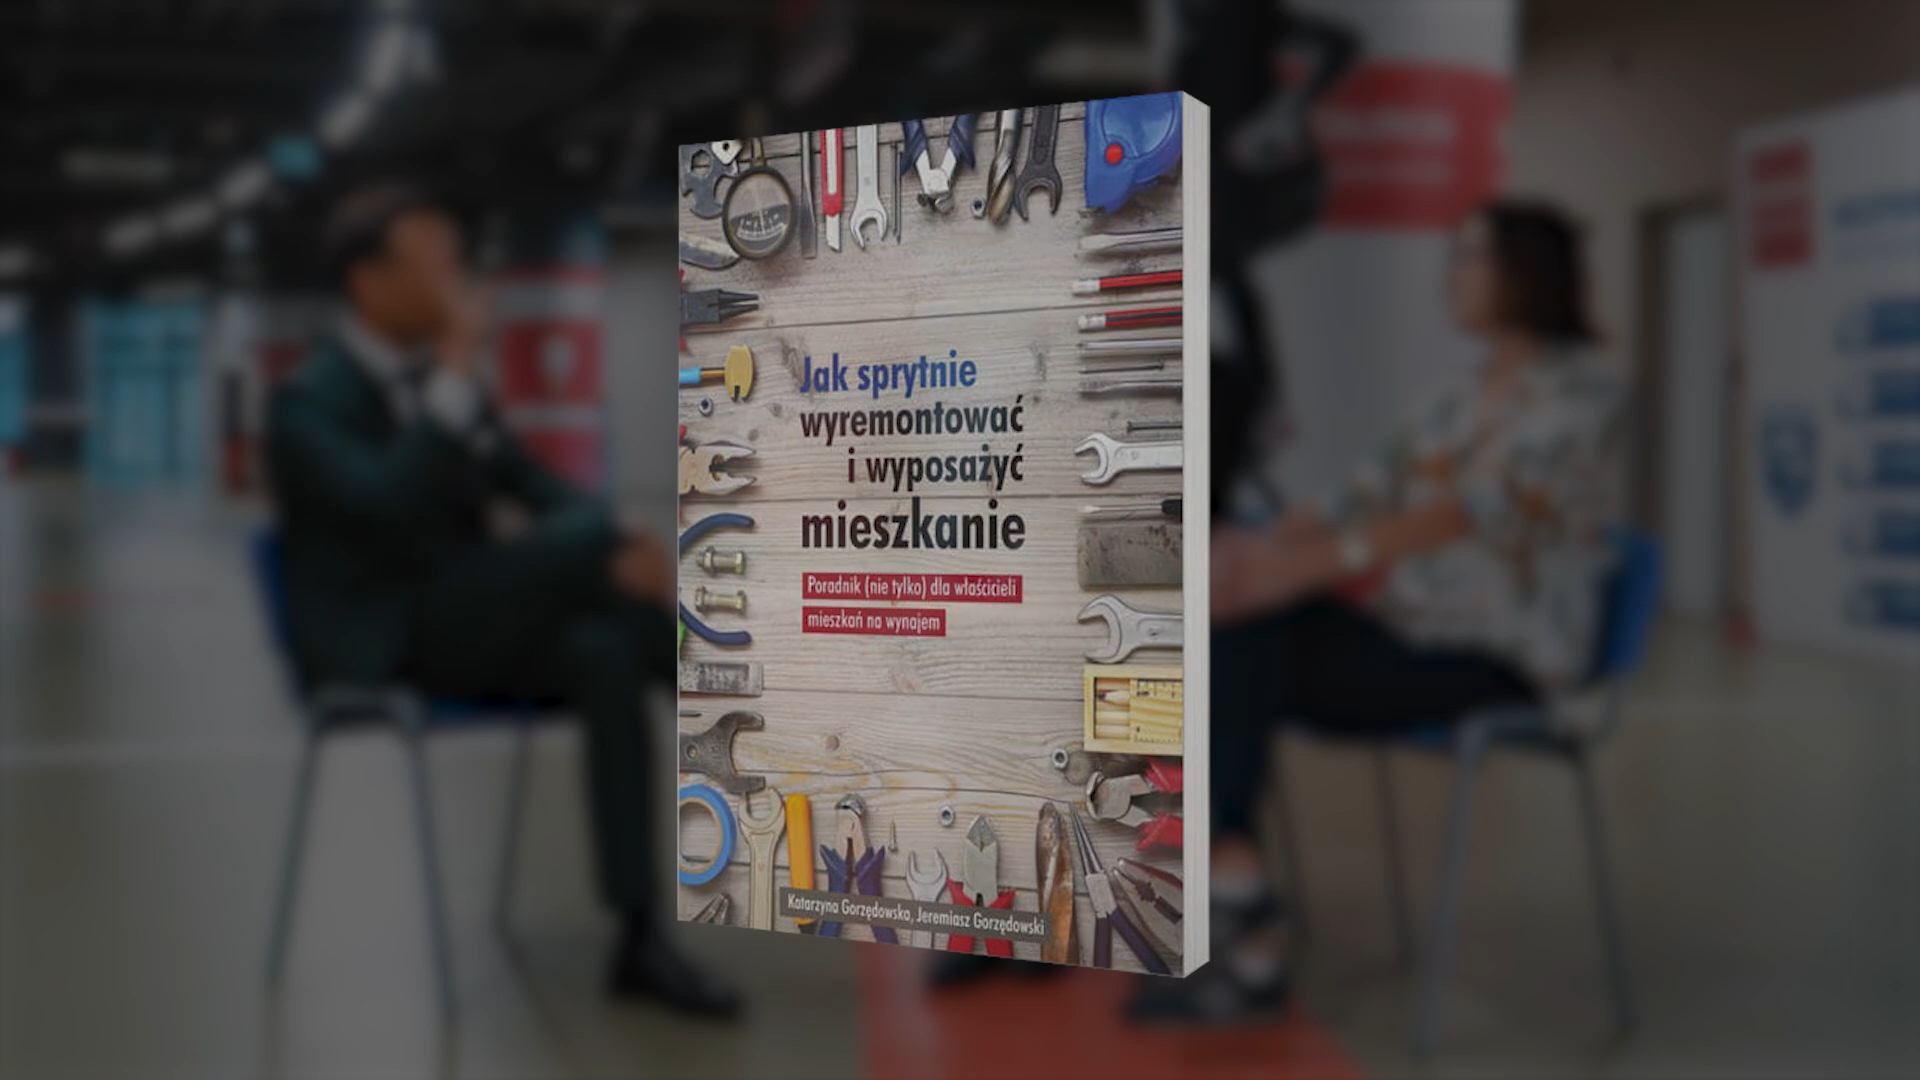 Jak sprytnie
wyremontować
i wyposażyć
mieszkanie
Poradnik (nie tylko) dla właścicieli
mieszkań na wynajem
Katarzyna Gorzędowska, Jeremiasz Gorzędowski